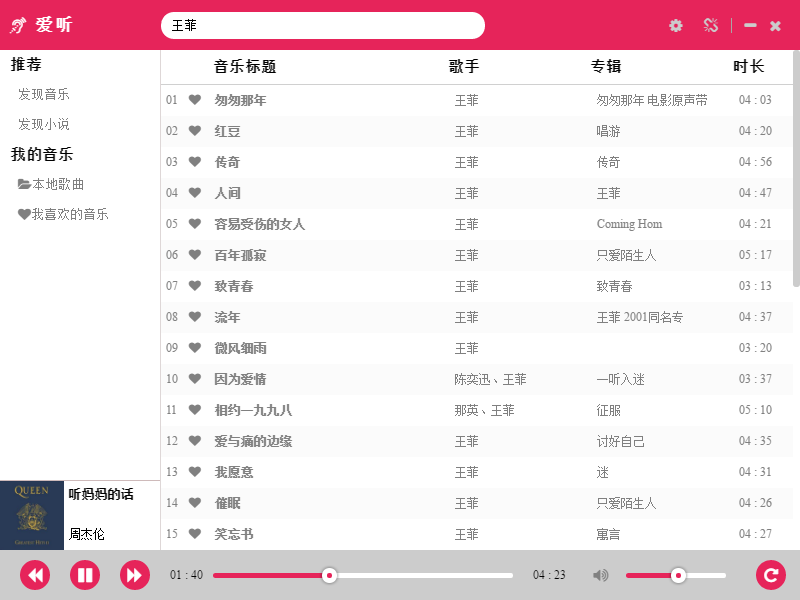 爱听
王菲
推荐
发现音乐
发现小说
我的音乐
本地歌曲
我喜欢的音乐
音乐标题 歌手 专辑 时长
01 匆匆那年 王菲 匆匆那年 电影原声带 04 : 03
02 红豆 王菲 唱游 04 : 20
03 传奇 王菲 传奇 04 : 56
04 人间 王菲 王菲 04 : 47
05 容易受伤的女人 王菲 Coming Hom 04 : 21
06 百年孤寂 王菲 只爱陌生人 05 : 17
07 致青春 王菲 致青春 03 : 13
08 流年 王菲 王菲 2001同名专 04 : 37
09 微风细雨 王菲 03 : 20
10 因为爱情 陈奕迅、王菲 一听入迷 03 : 37
11 相约一九九八 那英、王菲 征服 05 : 10
12 爱与痛的边缘 王菲 讨好自己 04 : 35
13 我愿意 王菲 迷 04 : 31
14 催眠 王菲 只爱陌生人 04 : 26
15 笑忘书 王菲 寓言 04 : 27
QUEEN
GREATEST HITS
听妈妈的话
周杰伦
01 : 40 04 : 23